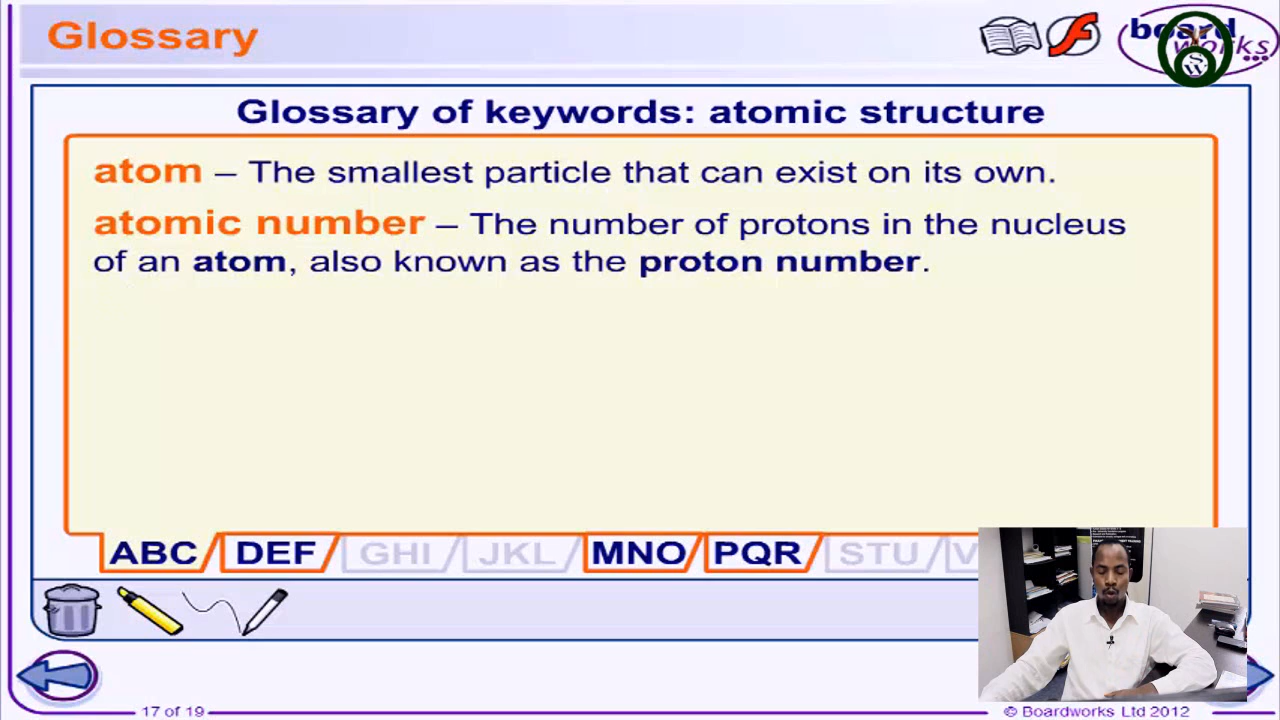 Glossary
board
works
Glossary of keywords: atomic structure
atom – The smallest particle that can exist on its own.
atomic number – The number of protons in the nucleus
of an atom, also known as the proton number.
ABC DEF JKL MNO PQR STU
17 of 19
© Boardworks Ltd 2012